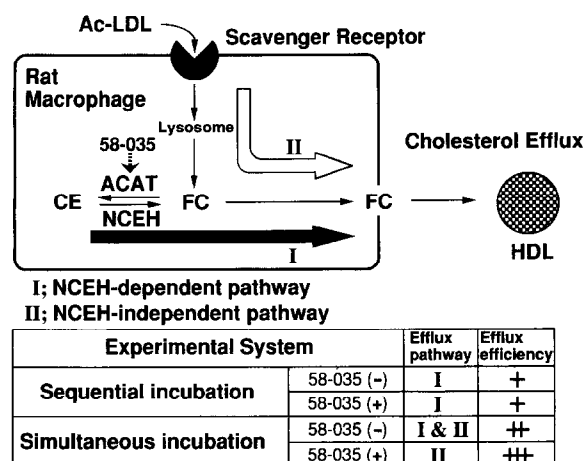 Ac-LDL
Scavenger Receptor
Rat
Macrophage
Lysosome
58-035
II
Cholesterol Efflux
ACAT
CE
FC
FC
NCEH
I
HDL
I; NCEH-dependent pathway
II; NCEH-independent pathway
Experimental System Efflux pathway Efflux efficiency
Sequential incubation 58-035 (−) I +
58-035 (+) I +
Simultaneous incubation 58-035 (−) I & II ++
58-035 (+) II +++